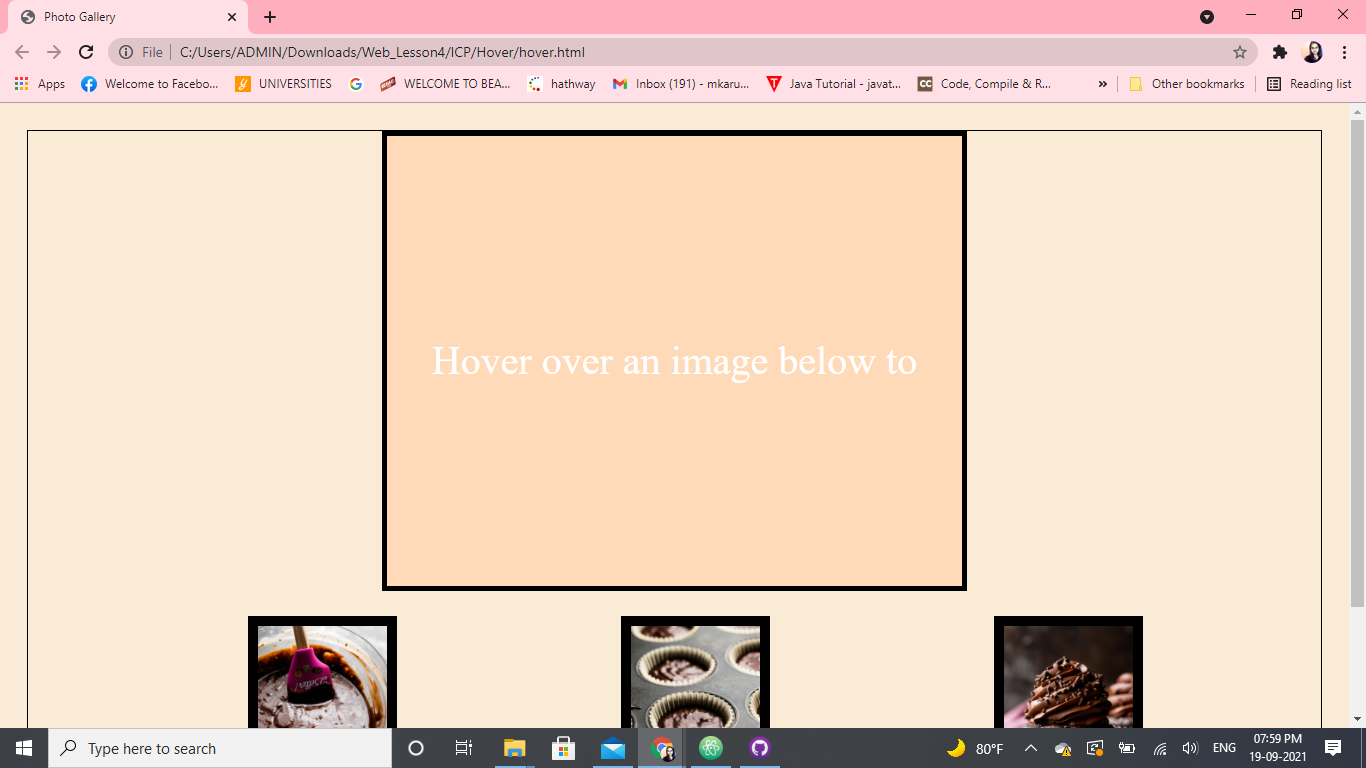 Photo Gallery
File
C:/Users/ADMIN/Downloads/Web_Lesson4/ICP/Hover/hover.html
Apps
Welcome to Facebo...
UNIVERSITIES
WELCOME TO BEA...
hathway
Inbox (191) - mkaru...
Java Tutorial - javat...
CC
Code, Compile & R...
»
Other bookmarks
Reading list
Hover over an image below to
Type here to search
80°F
ENG
07:59 PM
19-09-2021